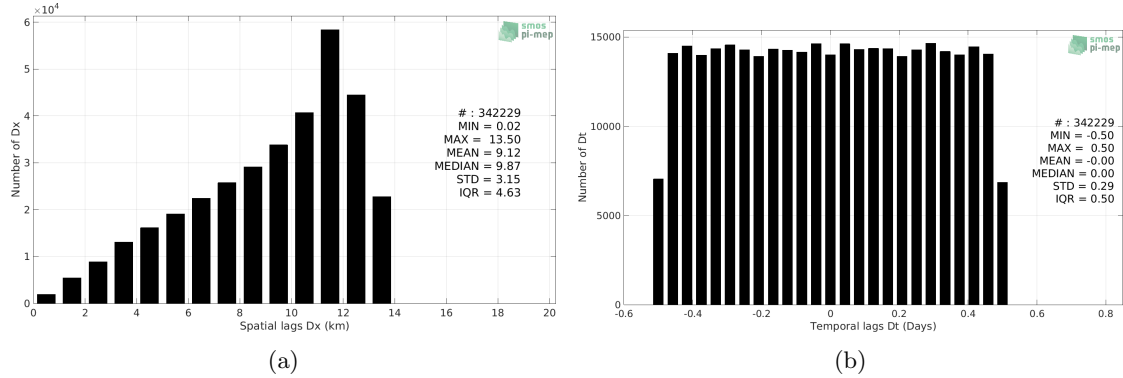 ×10⁴
6
5
4
3
2
1
0
Number of Dx
0 2 4 6 8 10 12 14 16 18 20
Spatial lags Dx (km)
smos
pi-mep
# : 342229
MIN = 0.02
MAX = 13.50
MEAN = 9.12
MEDIAN = 9.87
STD = 3.15
IQR = 4.63
(a)
15000
10000
5000
0
Number of Dt
-0.6 -0.4 -0.2 0 0.2 0.4 0.6 0.8
Temporal lags Dt (Days)
smos
pi-mep
# : 342229
MIN = -0.50
MAX = 0.50
MEAN = -0.00
MEDIAN = 0.00
STD = 0.29
IQR = 0.50
(b)